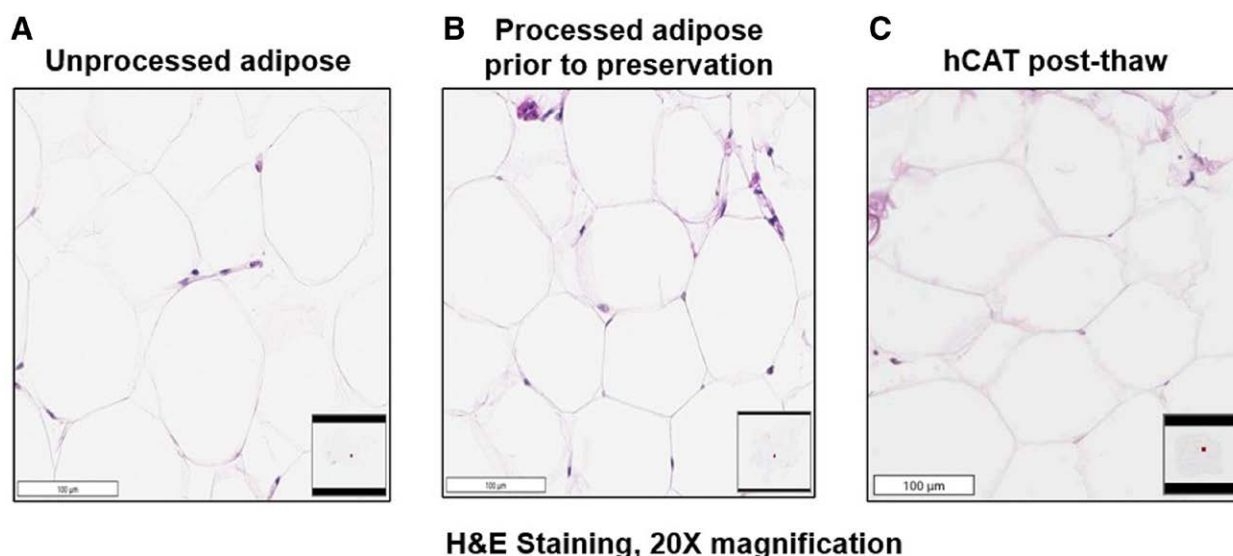 A
Unprocessed adipose
B
Processed adipose
prior to preservation
C
hCAT post-thaw
100 µm
100 µm
100 µm
H&E Staining, 20X magnification